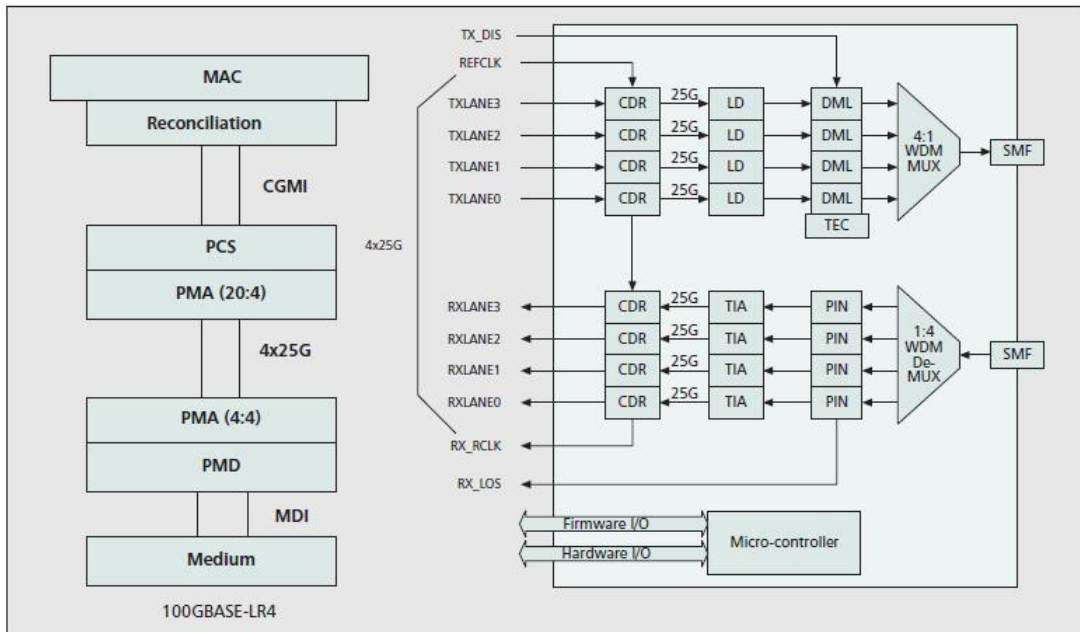 MAC
Reconciliation
CGMI
PCS
PMA (20:4)
4x25G
PMA (4:4)
PMD
MDI
Medium
100GBASE-LR4
TX_DIS
REFCLK
4x25G
TXLANE3 CDR 25G LD DML
TXLANE2 CDR 25G LD DML
TXLANE1 CDR 25G LD DML
TXLANE0 CDR 25G LD DML
TEC
4:1
WDM
MUX
SMF
RXLANE3 CDR 25G TIA PIN
RXLANE2 CDR 25G TIA PIN
RXLANE1 CDR 25G TIA PIN
RXLANE0 CDR 25G TIA PIN
1:4
WDM
De-
MUX
SMF
RX_RCLK
RX_LOS
Firmware I/O
Hardware I/O
Micro-controller